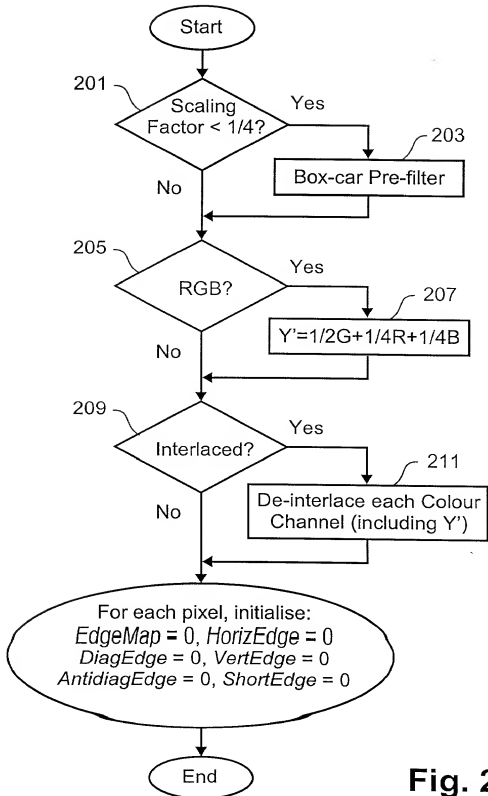 Start
201
Scaling
Factor < 1/4?
Yes
203
Box-car Pre-filter
No
205
RGB?
Yes
207
Y'=1/2G+1/4R+1/4B
No
209
Interlaced?
Yes
211
De-interlace each Colour
Channel (including Y')
No
For each pixel, initialise:
EdgeMap = 0, HorizEdge = 0
DiagEdge = 0, VertEdge = 0
AntidiagEdge = 0, ShortEdge = 0
End
Fig. 2